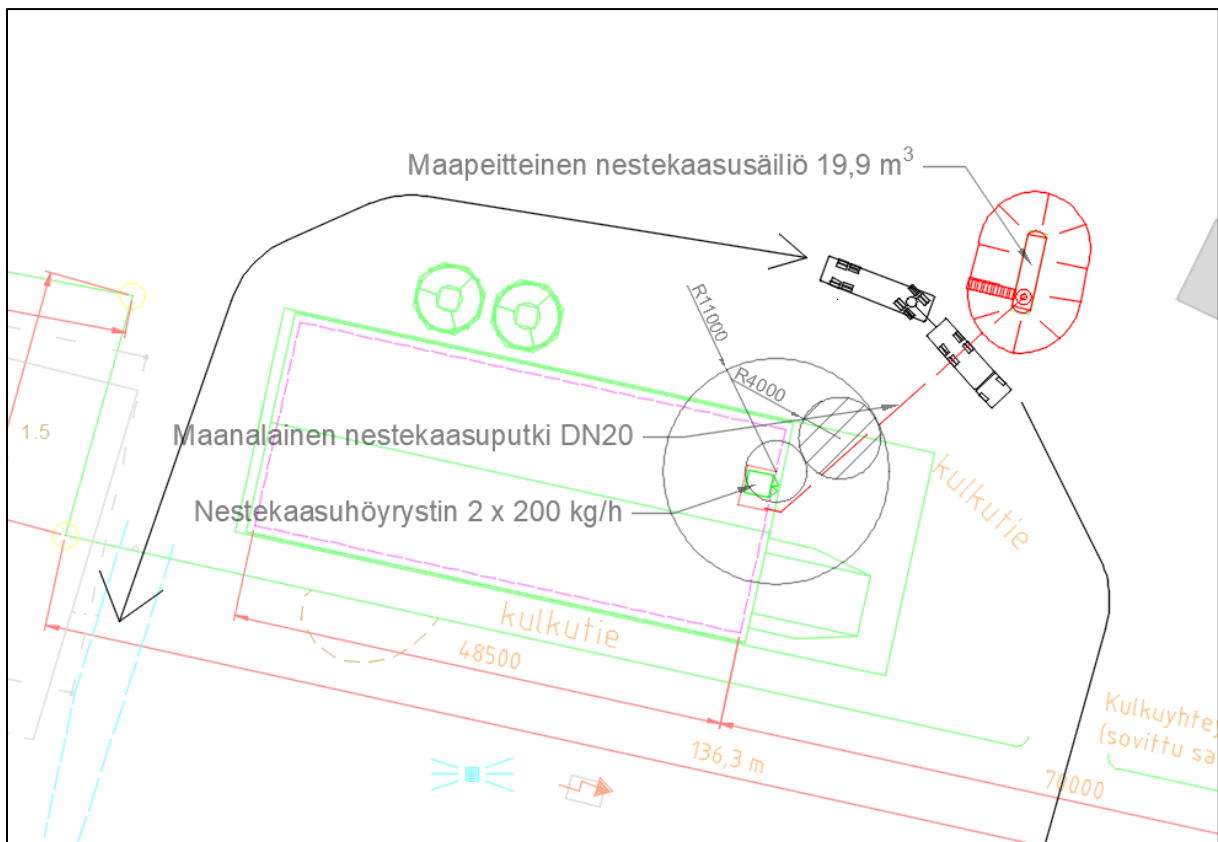 Maapeitteinen nestekaasusäiliö 19,9 m³
R11000
R4000
1.5
Maanalainen nestekaasuputki DN20
kulkutie
Nestekaasuhöyrystin 2 x 200 kg/h
kulkutie
48500
136,3 m
70000
Kulkuyhtey
(sovittu sa